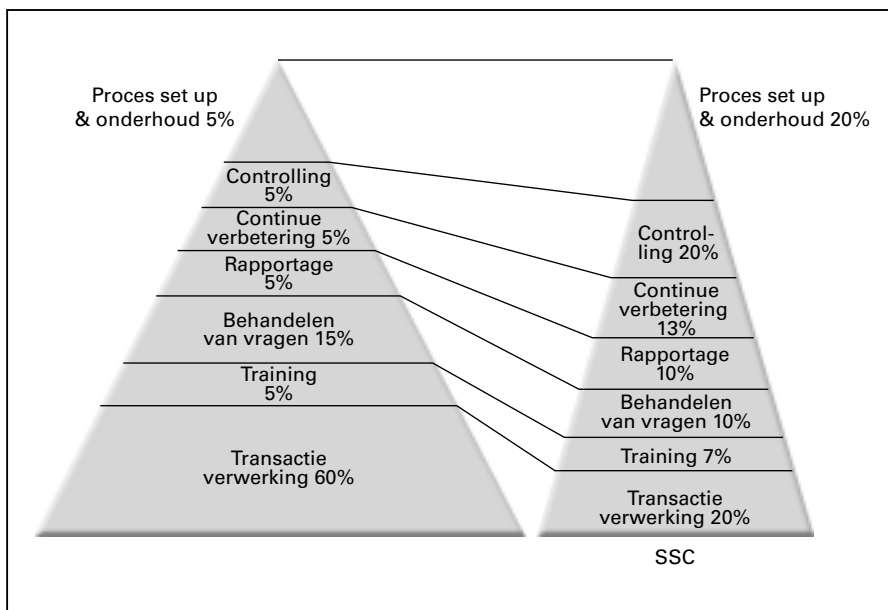 Proces set up
& onderhoud 5%
Controlling
5%
Continue
verbetering 5%
Rapportage
5%
Behandelen
van vragen 15%
Training
5%
Transactie
verwerking 60%
Proces set up
& onderhoud 20%
Control-
ling 20%
Continue
verbetering
13%
Rapportage
10%
Behandelen
van vragen 10%
Training 7%
Transactie
verwerking 20%
SSC